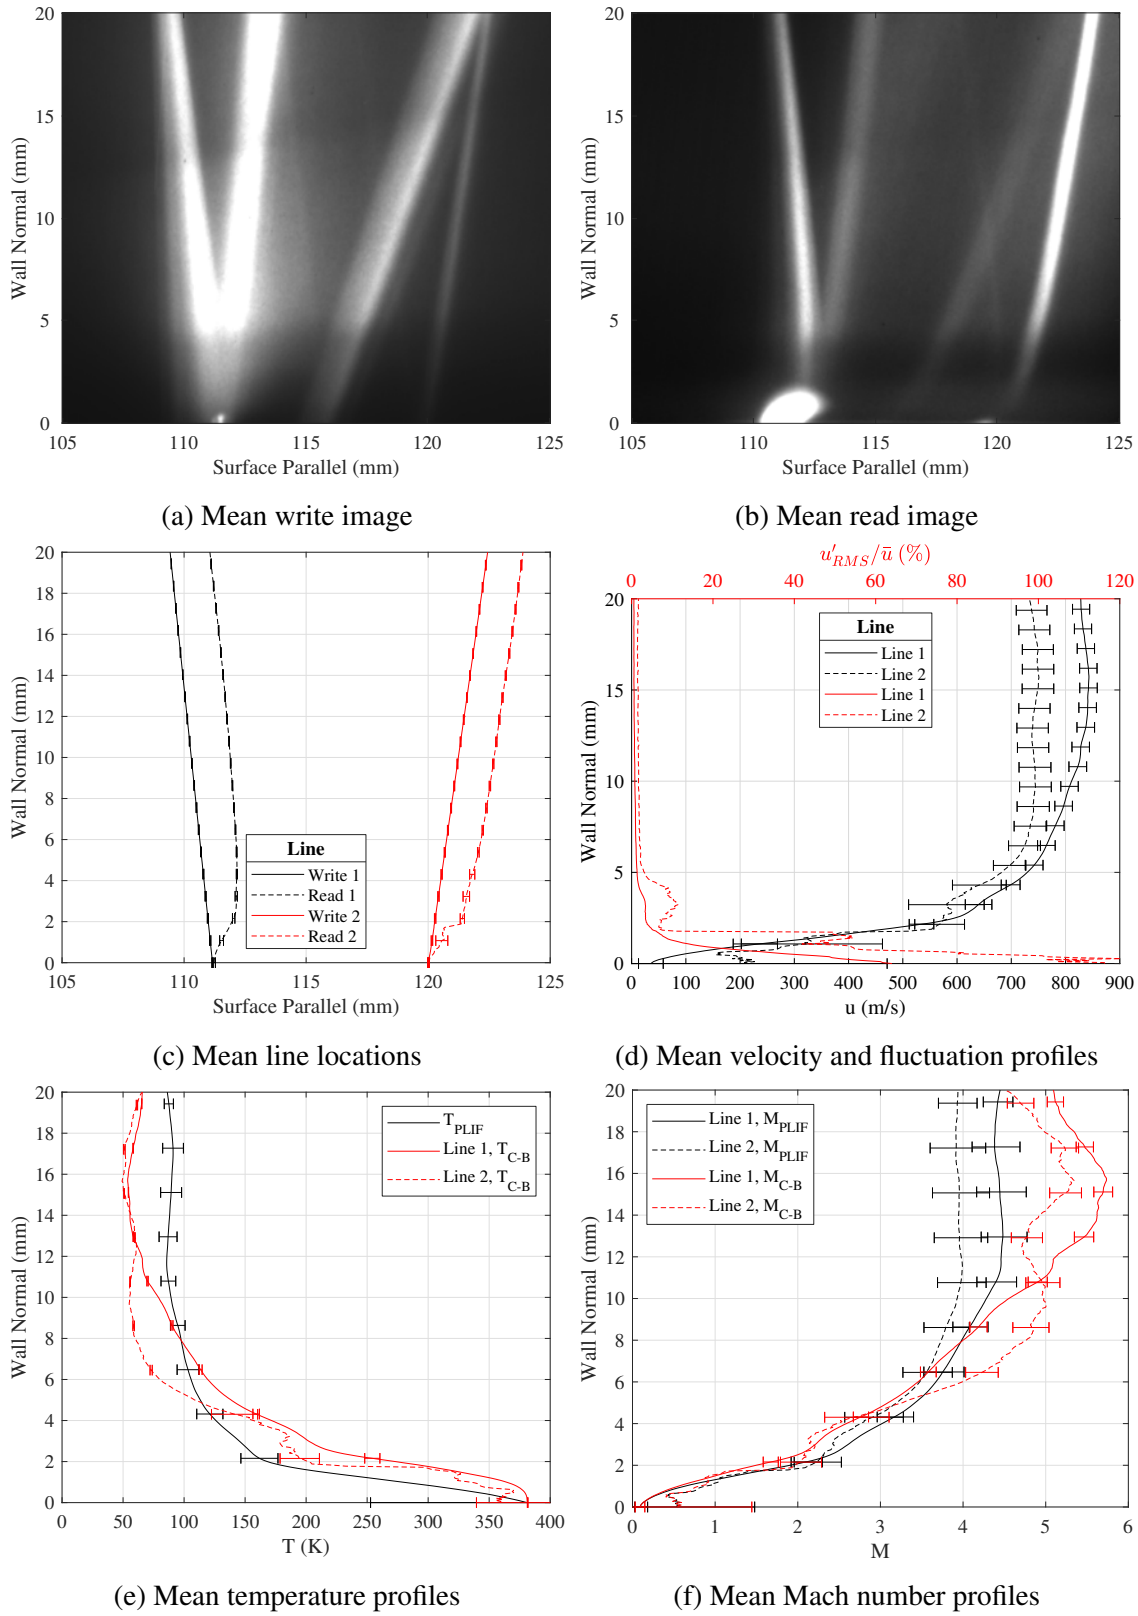 20
15
10
5
0
Wall Normal (mm)
105 110 115 120 125
Surface Parallel (mm)
(a) Mean write image
20
15
10
5
0
Wall Normal (mm)
105 110 115 120 125
Surface Parallel (mm)
(b) Mean read image
20
18
16
14
12
10
8
6
4
2
0
Wall Normal (mm)
Line
Write 1
Read 1
Write 2
Read 2
105 110 115 120 125
Surface Parallel (mm)
(c) Mean line locations
u'RMS/ū (%)
0 20 40 60 80 100 120
20
15
10
5
0
Wall Normal (mm)
Line
Line 1
Line 2
Line 1
Line 2
0 100 200 300 400 500 600 700 800 900
u (m/s)
(d) Mean velocity and fluctuation profiles
20
18
16
14
12
10
8
6
4
2
0
Wall Normal (mm)
TPLIF
Line 1, TC-B
Line 2, TC-B
0 50 100 150 200 250 300 350 400
T (K)
(e) Mean temperature profiles
20
18
16
14
12
10
8
6
4
2
0
Wall Normal (mm)
Line 1, MPLIF
Line 2, MPLIF
Line 1, MC-B
Line 2, MC-B
0 1 2 3 4 5 6
M
(f) Mean Mach number profiles